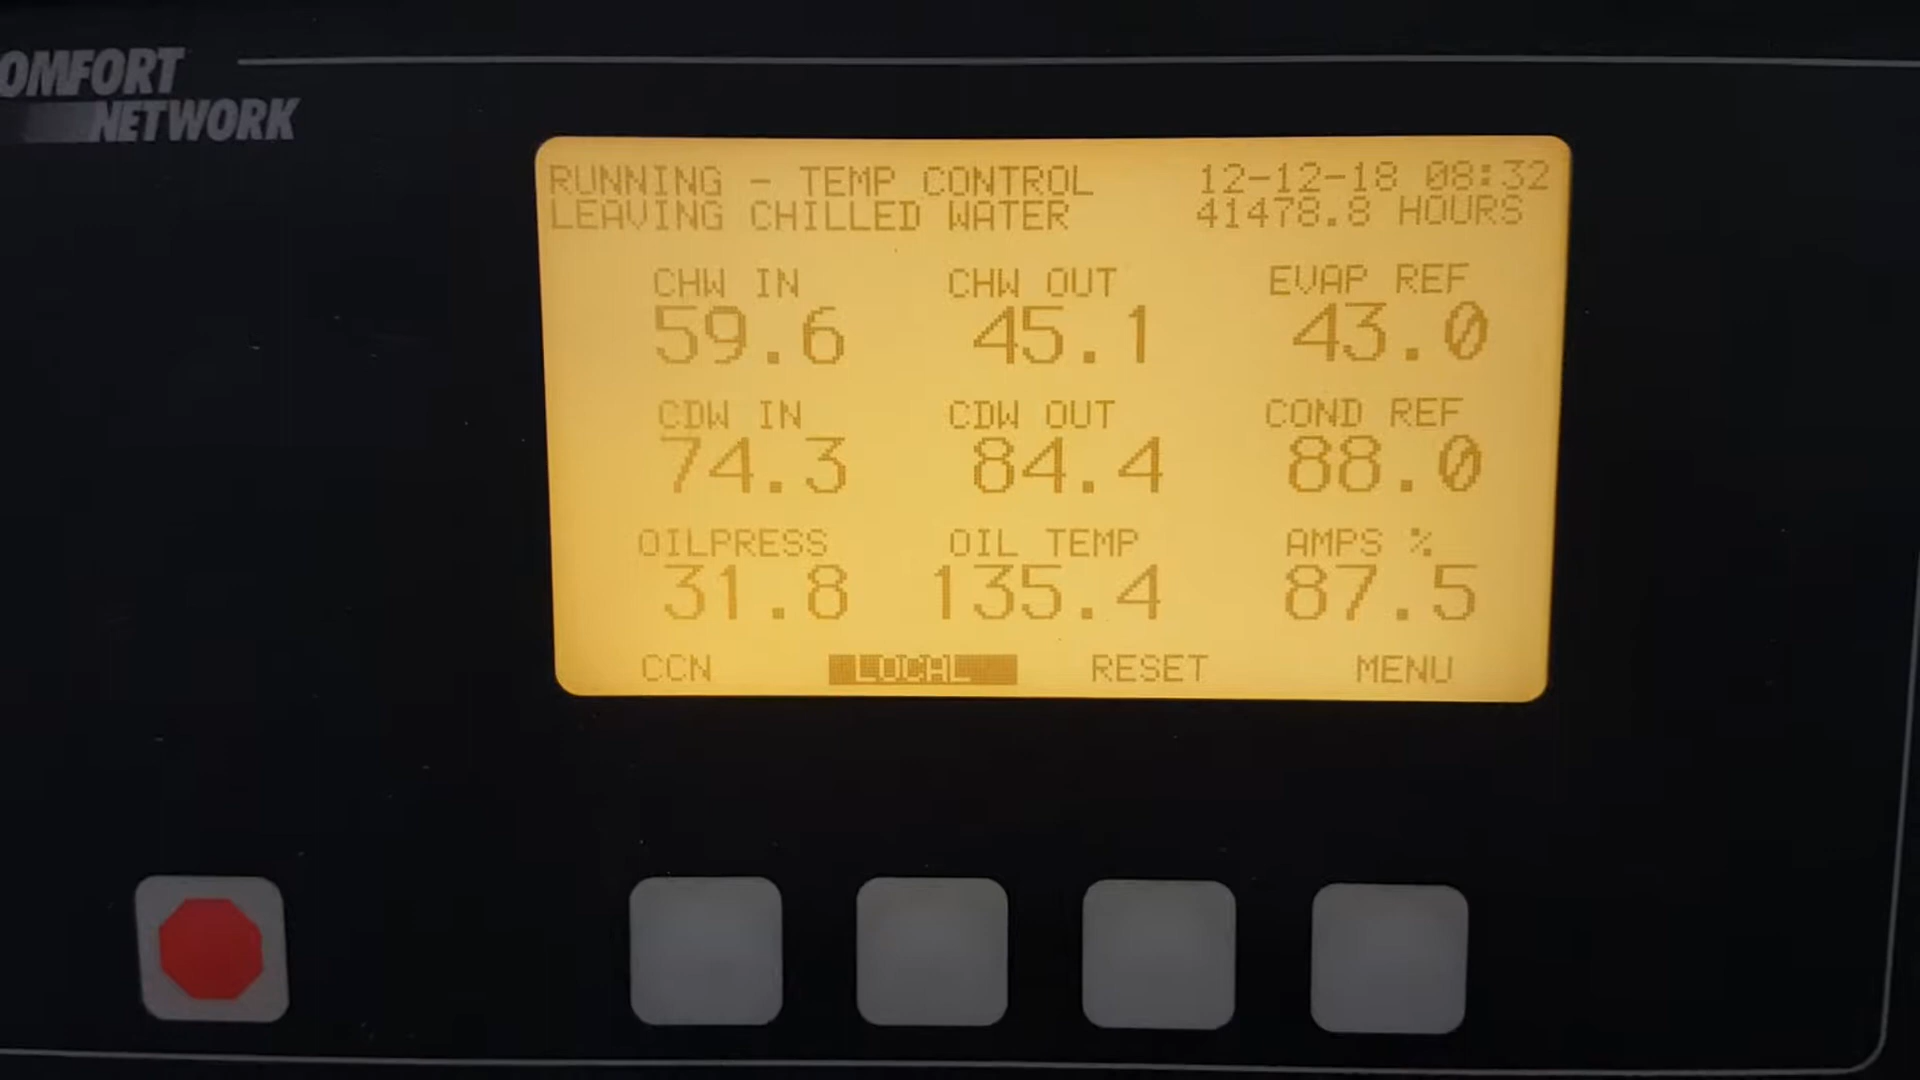 OMFORT
NETWORK
RUNNING - TEMP CONTROL 12-12-18 08:32
LEAVING CHILLED WATER 41478.8 HOURS
CHW IN CHW OUT EVAP REF
59.6 45.1 43.0
CDW IN CDW OUT COND REF
74.3 84.4 88.0
OILPRESS OIL TEMP AMPS %
31.8 135.4 87.5
CCN LOCAL RESET MENU